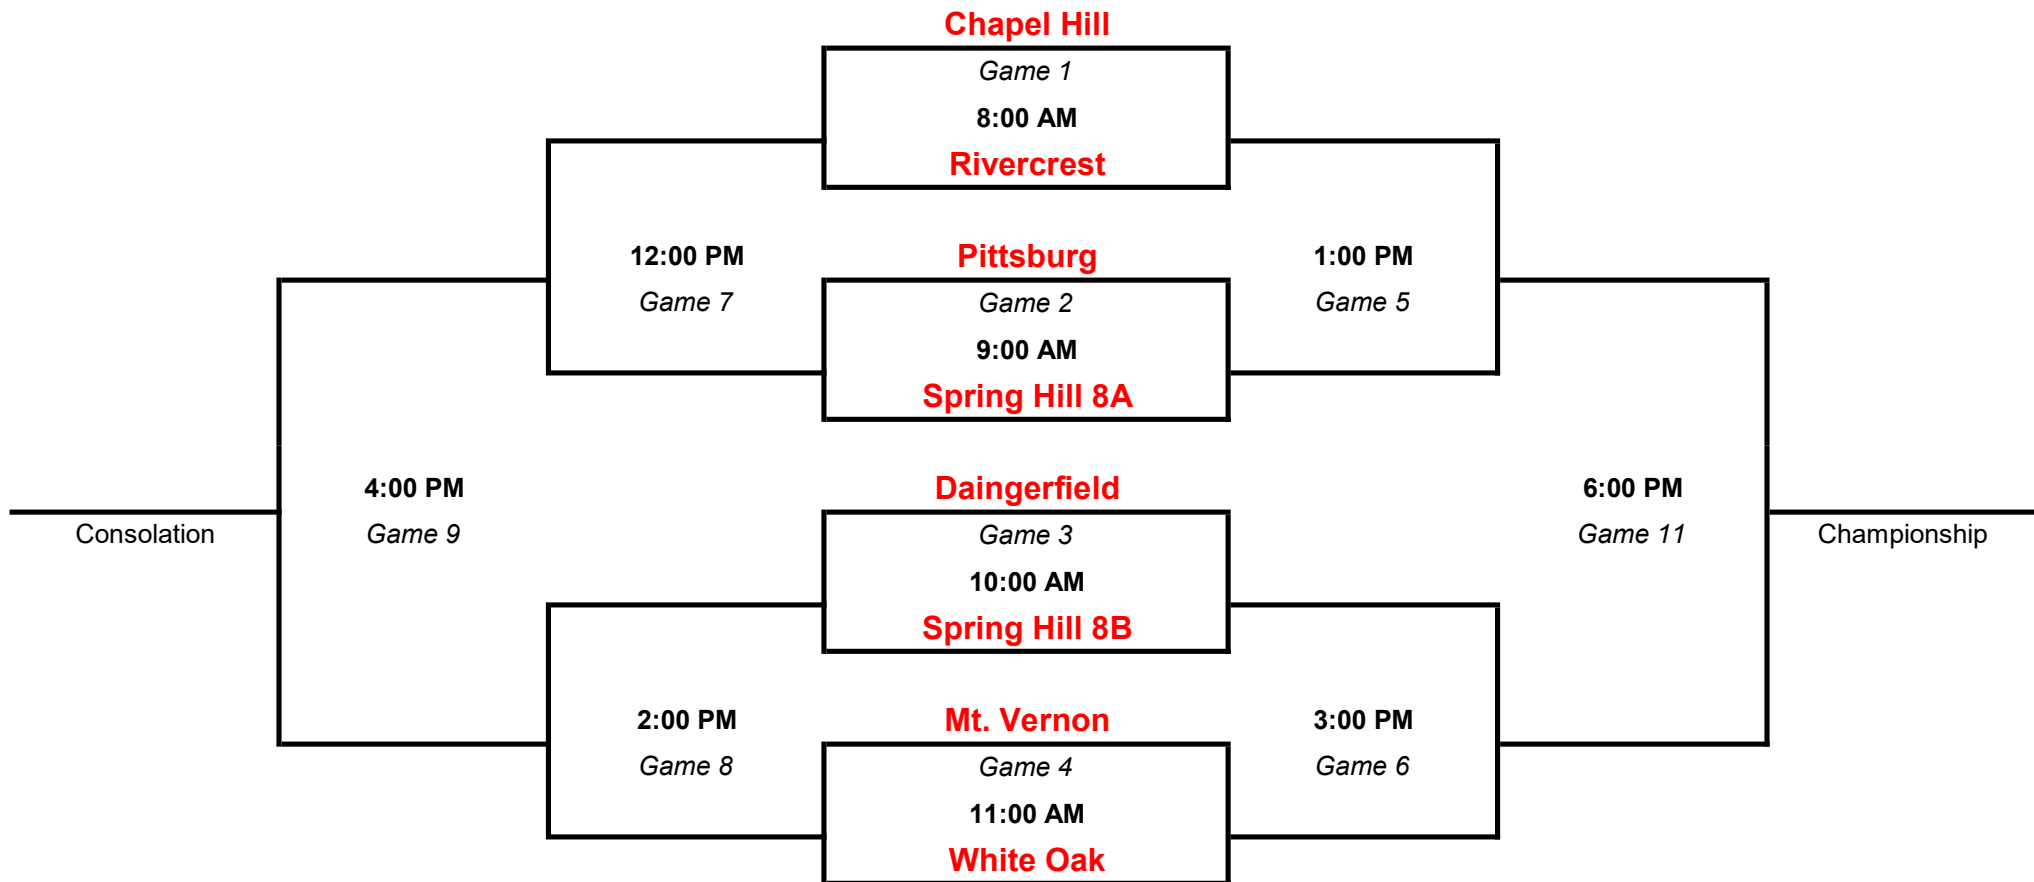 Chapel Hill
Game 1
8:00 AM
Rivercrest
12:00 PM
Pittsburg
1:00 PM
Game 7
Game 2
Game 5
9:00 AM
Spring Hill 8A
4:00 PM
Daingerfield
6:00 PM
Consolation
Game 9
Game 3
Game 11
Championship
10:00 AM
Spring Hill 8B
2:00 PM
Mt. Vernon
3:00 PM
Game 8
Game 4
Game 6
11:00 AM
White Oak